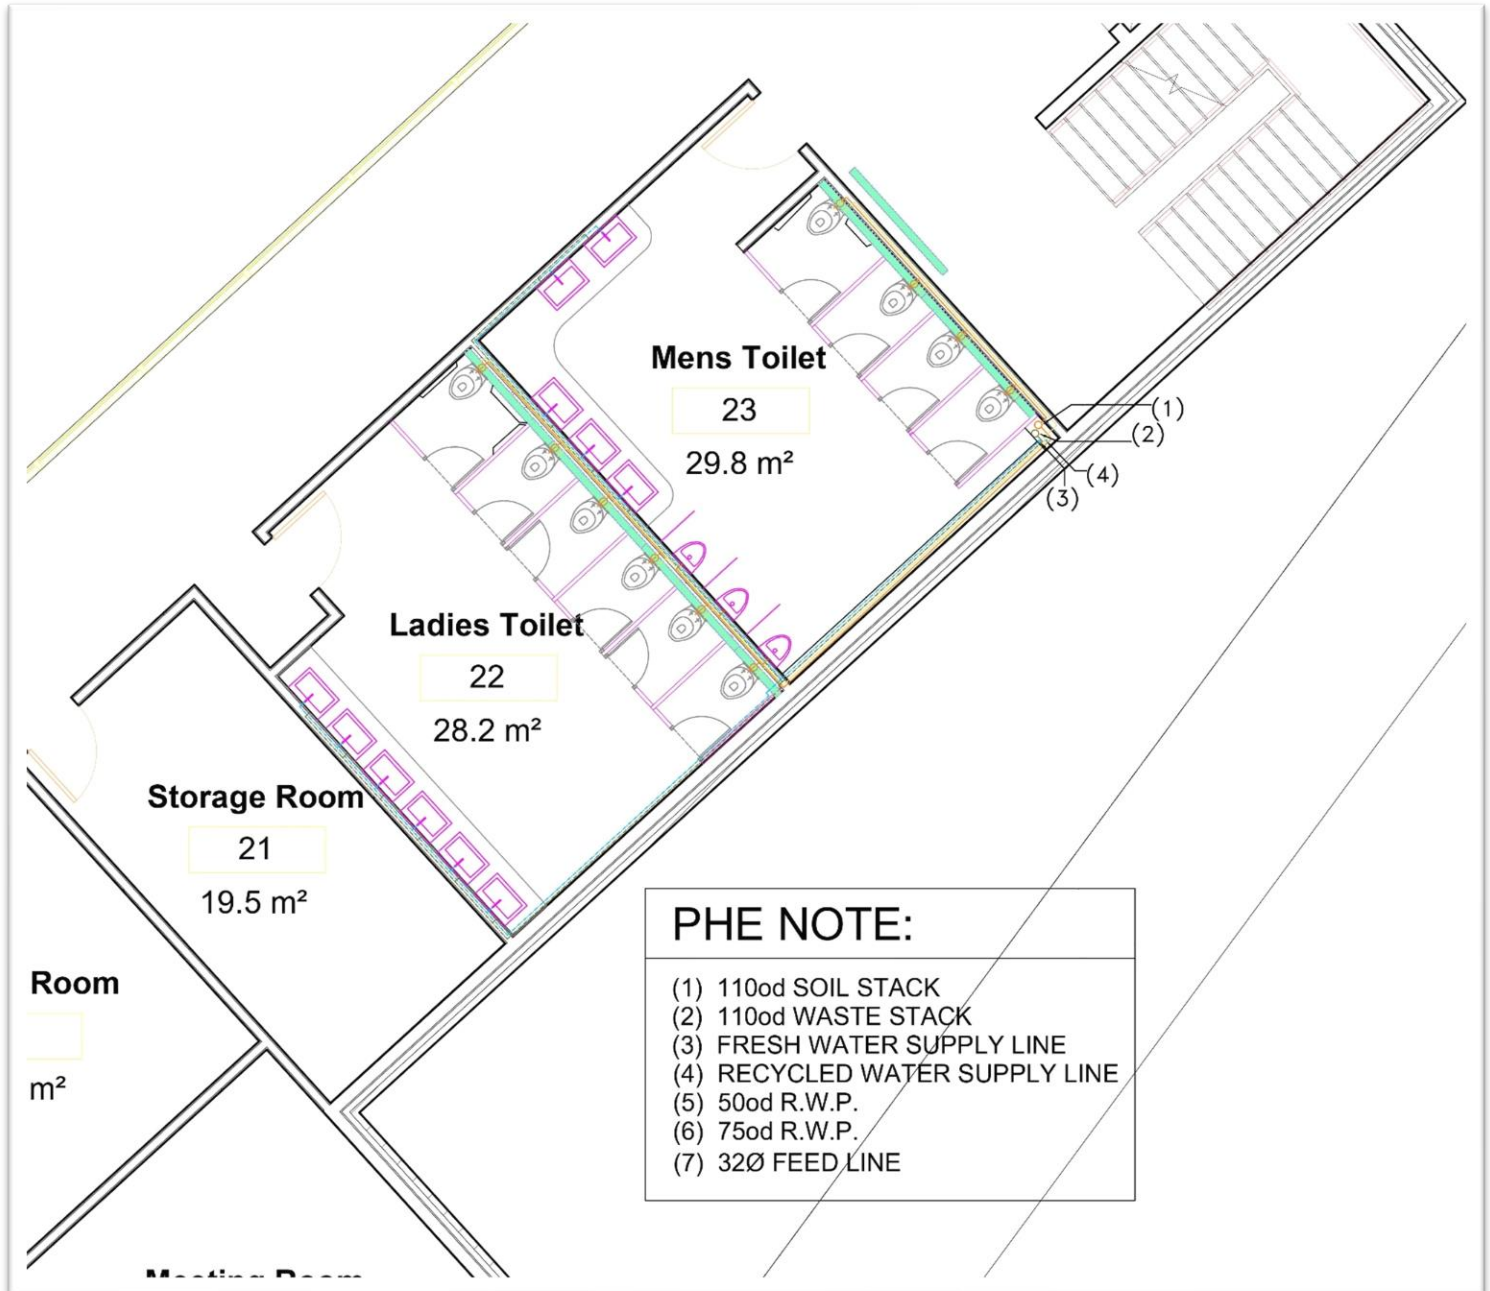 Mens Toilet
23
29.8 m²
(1)
(2)
(4)
(3)
Ladies Toilet
22
28.2 m²
Storage Room
21
19.5 m²
Room
m²
Meeting Room
PHE NOTE:
(1) 110od SOIL STACK
(2) 110od WASTE STACK
(3) FRESH WATER SUPPLY LINE
(4) RECYCLED WATER SUPPLY LINE
(5) 50od R.W.P.
(6) 75od R.W.P.
(7) 32Ø FEED LINE